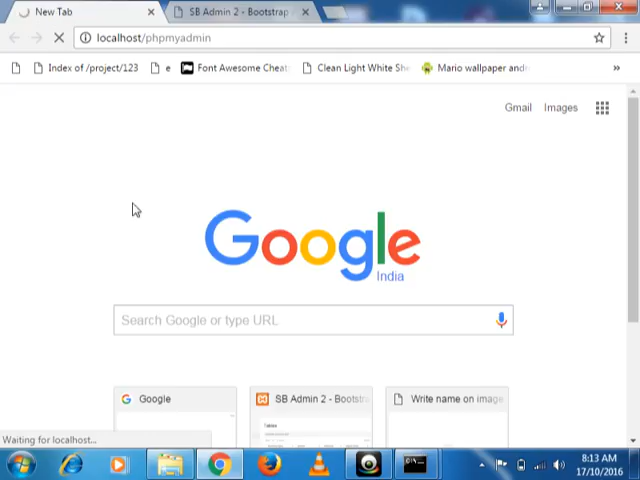 New Tab
SB Admin 2 - Bootstrap
localhost/phpmyadmin
Index of /project/123
e
Font Awesome Cheat
Clean Light White She
Mario wallpaper and
»
Gmail
Images
Google
India
Search Google or type URL
Google
SB Admin 2 - Bootstra
Write name on image
Tables
Waiting for localhost...
8:13 AM
17/10/2016